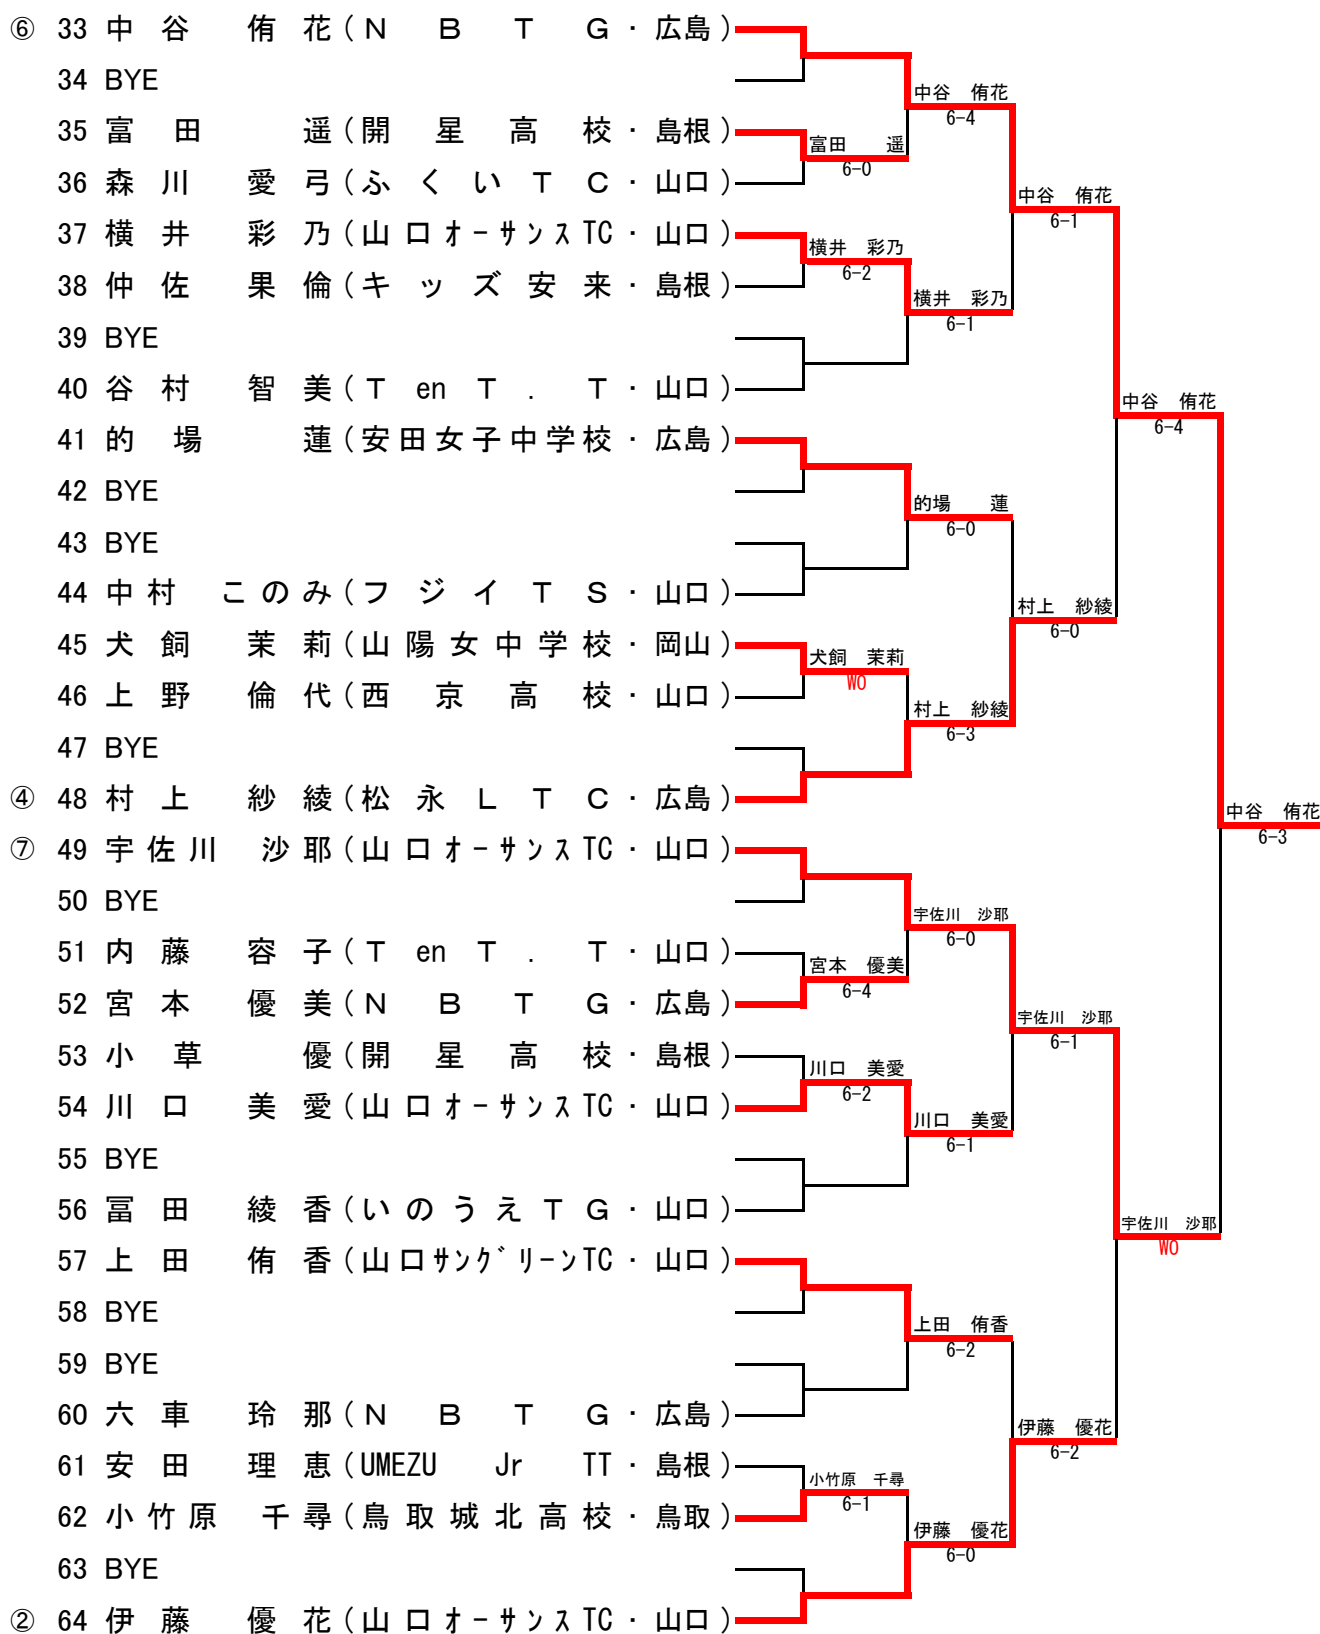 ⑥ 33 中 谷 侑 花 ( N B T G ・ 広島 )
34 BYE
中谷 侑花
6-4
35 富 田 遥 ( 開 星 高 校 ・ 島根 )
富田 遥
6-0
36 森 川 愛 弓 ( ふ く い T C ・ 山口 )
中谷 侑花
6-1
37 横 井 彩 乃 ( 山 口 オーサンス TC ・ 山口 )
横井 彩乃
6-2
38 仲 佐 果 倫 ( キ ッ ズ 安 来 ・ 島根 )
横井 彩乃
6-1
39 BYE
40 谷 村 智 美 ( T en T . T ・ 山口 )
中谷 侑花
6-4
41 的 場 蓮 ( 安 田 女 子 中 学 校 ・ 広島 )
42 BYE
的場 蓮
6-0
43 BYE
44 中 村 こ の み ( フ ジ イ T S ・ 山口 )
村上 紗綾
6-0
45 犬 飼 茉 莉 ( 山 陽 女 中 学 校 ・ 岡山 )
犬飼 茉莉
WO
46 上 野 倫 代 ( 西 京 高 校 ・ 山口 )
村上 紗綾
6-3
47 BYE
④ 48 村 上 紗 綾 ( 松 永 L T C ・ 広島 )
中谷 侑花
6-3
⑦ 49 宇 佐 川 沙 耶 ( 山 口 オーサンス TC ・ 山口 )
50 BYE
宇佐川 沙耶
6-0
51 内 藤 容 子 ( T en T . T ・ 山口 )
宮本 優美
6-4
52 宮 本 優 美 ( N B T G ・ 広島 )
宇佐川 沙耶
6-1
53 小 草 優 ( 開 星 高 校 ・ 島根 )
川口 美愛
6-2
54 川 口 美 愛 ( 山 口 オーサンス TC ・ 山口 )
川口 美愛
6-1
55 BYE
56 冨 田 綾 香 ( い の う え T G ・ 山口 )
宇佐川 沙耶
WO
57 上 田 侑 香 ( 山 口 サングリーン TC ・ 山口 )
58 BYE
上田 侑香
6-2
59 BYE
60 六 車 玲 那 ( N B T G ・ 広島 )
伊藤 優花
6-2
61 安 田 理 恵 ( UMEZU Jr TT ・ 島根 )
小竹原 千尋
6-1
62 小 竹 原 千 尋 ( 鳥 取 城 北 高 校 ・ 鳥取 )
伊藤 優花
6-0
63 BYE
② 64 伊 藤 優 花 ( 山 口 オーサンス TC ・ 山口 )